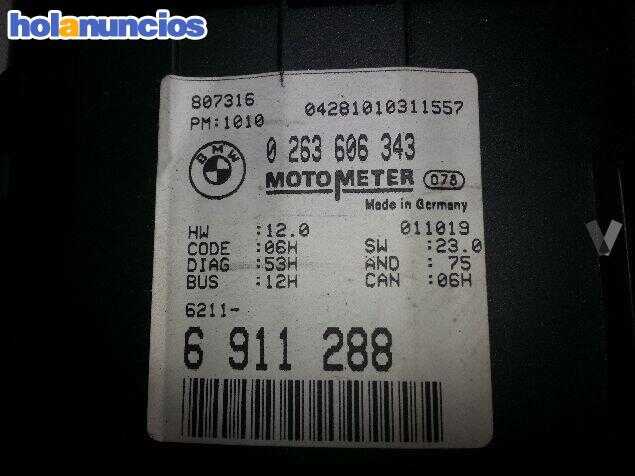 holanuncios
807316
PM:1010 04281010311557
BMW 0 263 606 343
MOTOMETER 078
Made in Germany
HW :12.0 011019
CODE :06H SW :23.0
DIAG :53H AND : 75
BUS :12H CAN :06H
6211-
6 911 288